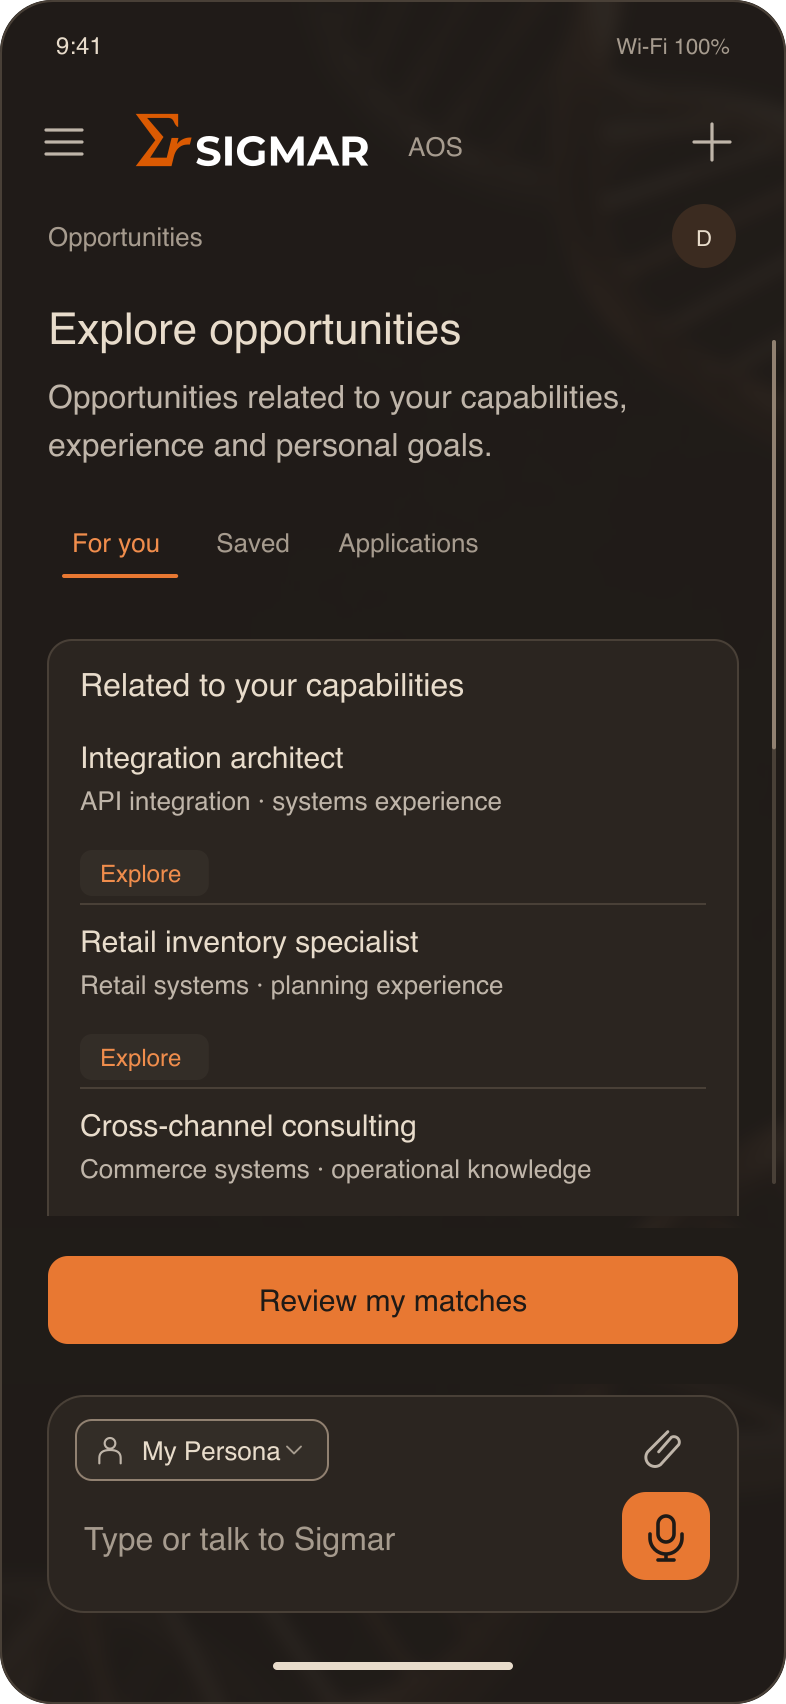 9:41 Wi-Fi 100%
Σr SIGMAR AOS
Opportunities D
Explore opportunities
Opportunities related to your capabilities,
experience and personal goals.
For you Saved Applications
Related to your capabilities
Integration architect
API integration · systems experience
Explore
Retail inventory specialist
Retail systems · planning experience
Explore
Cross-channel consulting
Commerce systems · operational knowledge
Review my matches
My Persona
Type or talk to Sigmar